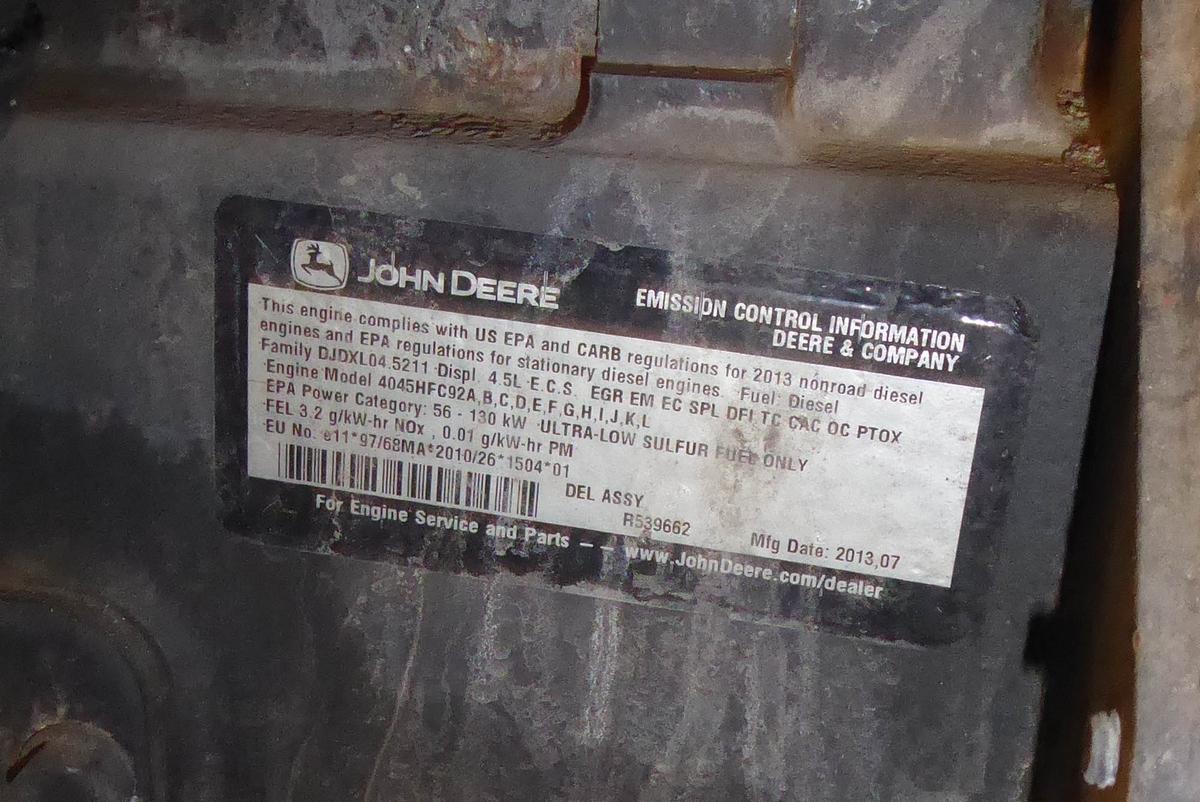 JOHN DEERE
EMISSION CONTROL INFORMATION
DEERE & COMPANY
This engine complies with US EPA and CARB regulations for 2013 nonroad diesel
engines and EPA regulations for stationary diesel engines. Fuel: Diesel
Family DJDXL04.5211 Displ. 4.5L E.C.S. EGR EM EC SPL DFI TC CAC OC PTOX
Engine Model 4045HFC92A,B,C,D,E,F,G,H,I,J,K,L
EPA Power Category: 56 - 130 kW ULTRA-LOW SULFUR FUEL ONLY
FEL 3.2 g/kW-hr NOx , 0.01 g/kW-hr PM
EU No. e11*97/68MA*2010/26*1504*01
DEL ASSY
R539662
Mfg Date: 2013,07
For Engine Service and Parts – – www.JohnDeere.com/dealer